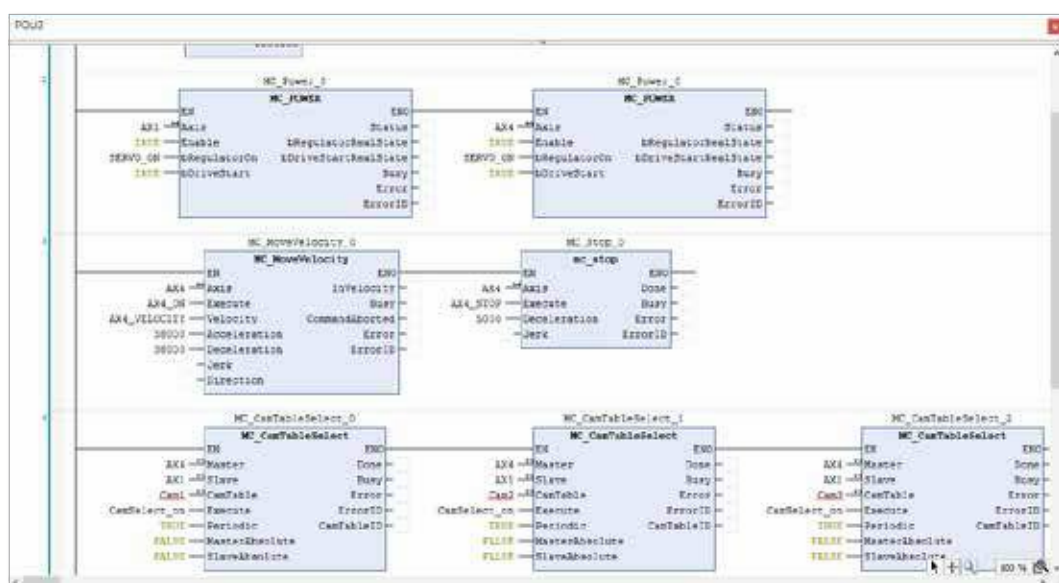 POU2
2
MC_Power_0 MC_Power_0
MC_POWER MC_POWER
EN ENO EN ENO
AX1 Axis Status AX4 Axis Status
TRUE Enable bRegulatorRealState TRUE Enable bRegulatorRealState
SERVO_ON bRegulatorOn bDriveStartRealState SERVO_ON bRegulatorOn bDriveStartRealState
TRUE bDriveStart Busy TRUE bDriveStart Busy
Error Error
ErrorID ErrorID
3
MC_MoveVelocity_0 MC_Stop_0
MC_MoveVelocity mc_stop
EN ENO EN ENO
AX4 Axis InVelocity AX4 Axis Done
AX4_ON Execute Busy AX4_STOP Execute Busy
AX4_VELOCITY Velocity CommandAborted 5000 Deceleration Error
Acceleration Error Jerk ErrorID
Deceleration ErrorID
Jerk
Direction
4
MC_CamTableSelect_0 MC_CamTableSelect_1 MC_CamTableSelect_2
MC_CamTableSelect MC_CamTableSelect MC_CamTableSelect
EN ENO EN ENO EN ENO
AX4 Master Done AX4 Master Done AX4 Master Done
AX1 Slave Busy AX1 Slave Busy AX1 Slave Busy
Cam1 CamTable Error Cam2 CamTable Error CamTable Error
CamSelect_on Execute ErrorID CamSelect_on Execute ErrorID CamSelect_on Execute ErrorID
TRUE Periodic CamTableID TRUE Periodic CamTableID TRUE Periodic CamTableID
FALSE MasterAbsolute FALSE MasterAbsolute FALSE MasterAbsolute
FALSE SlaveAbsolute FALSE SlaveAbsolute FALSE SlaveAbsolute
100 %